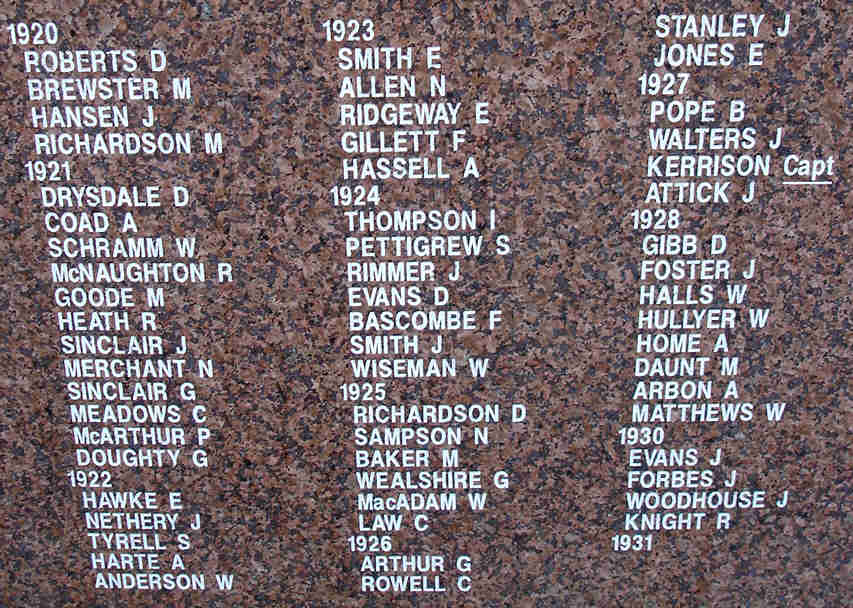 1920
ROBERTS D
BREWSTER M
HANSEN J
RICHARDSON M
1921
DRYSDALE D
COAD A
SCHRAMM W
McNAUGHTON R
GOODE M
HEATH R
SINCLAIR J
MERCHANT N
SINCLAIR G
MEADOWS C
McARTHUR P
DOUGHTY G
1922
HAWKE E
NETHERY J
TYRELL S
HARTE A
ANDERSON W
1923
SMITH E
ALLEN N
RIDGEWAY E
GILLETT F
HASSELL A
1924
THOMPSON I
PETTIGREW S
RIMMER J
EVANS D
BASCOMBE F
SMITH J
WISEMAN W
1925
RICHARDSON D
SAMPSON N
BAKER M
WEALSHIRE G
MacADAM W
LAW C
1926
ARTHUR G
ROWELL C
STANLEY J
JONES E
1927
POPE B
WALTERS J
KERRISON Capt
ATTICK J
1928
GIBB D
FOSTER J
HALLS W
HULLYER W
HOME A
DAUNT M
ARBON A
MATTHEWS W
1930
EVANS J
FORBES J
WOODHOUSE J
KNIGHT R
1931